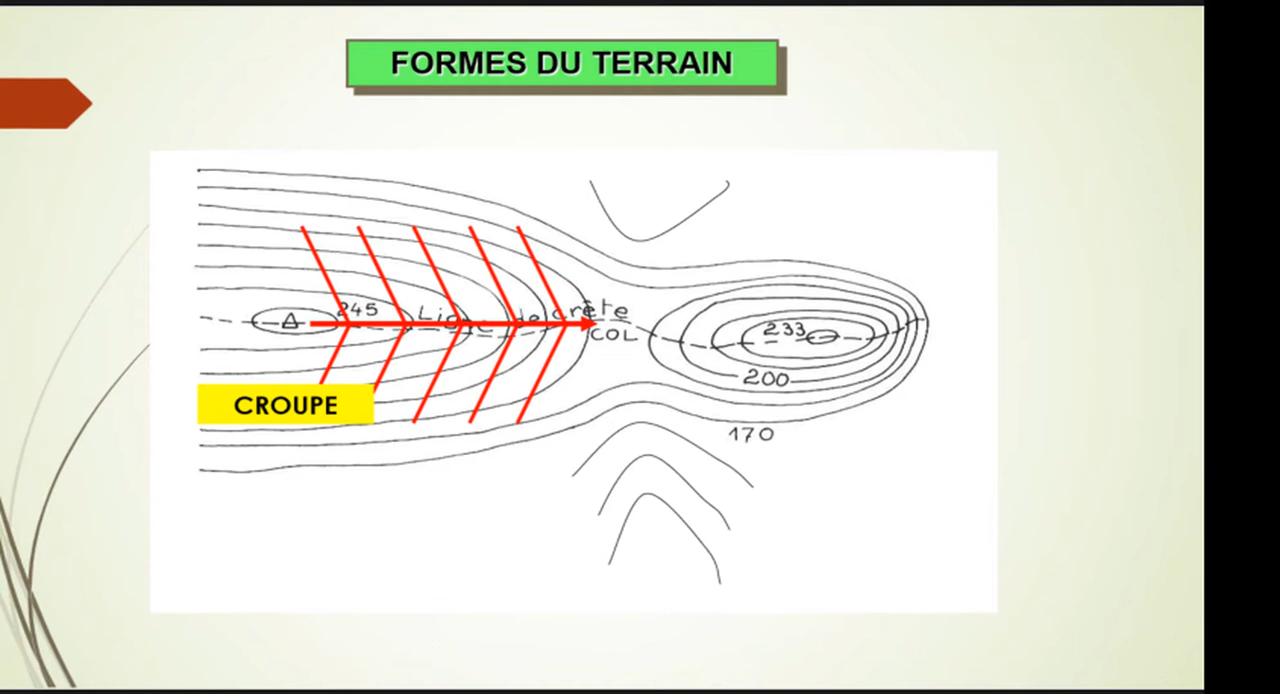 FORMES DU TERRAIN
245
Ligne de crête
COL
233
200
CROUPE
170